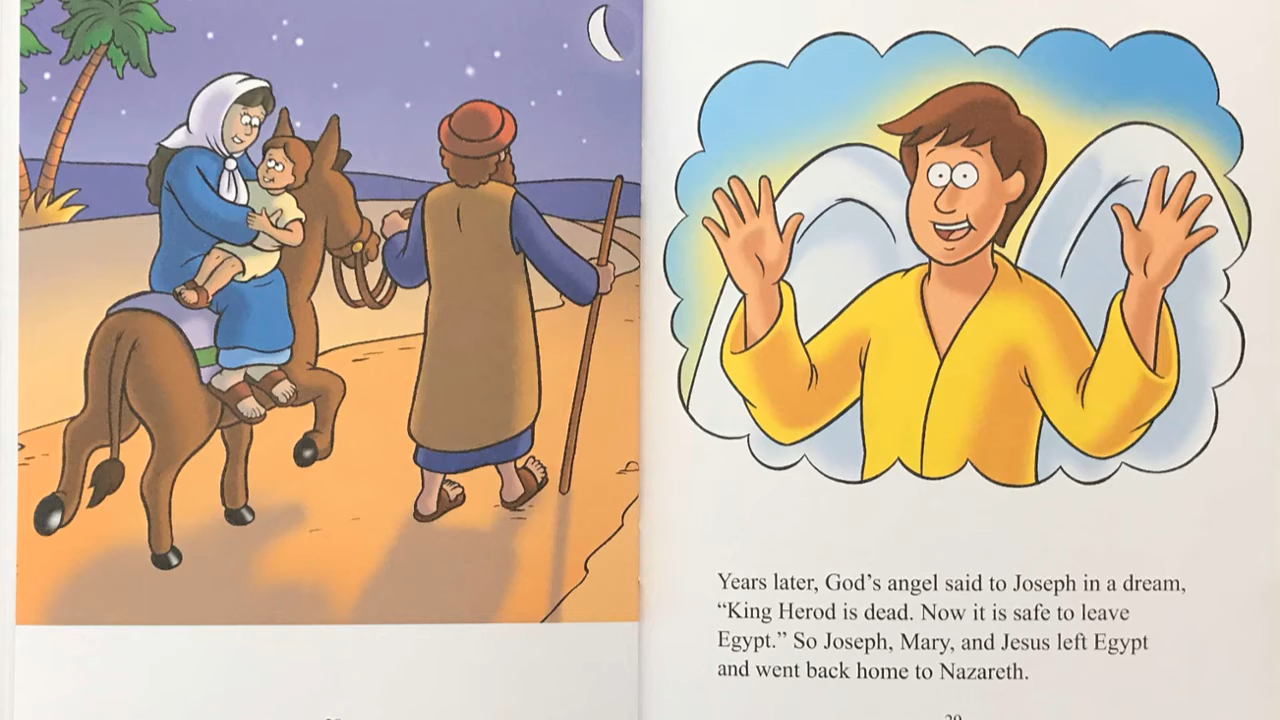 Years later, God’s angel said to Joseph in a dream,
“King Herod is dead. Now it is safe to leave
Egypt.” So Joseph, Mary, and Jesus left Egypt
and went back home to Nazareth.